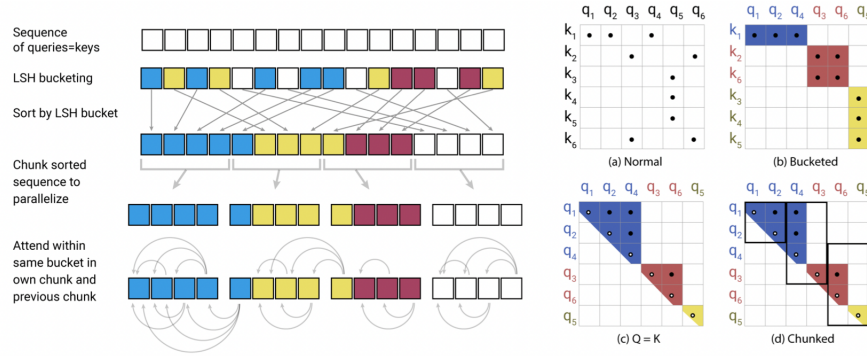 Sequence
of queries=keys
LSH bucketing
Sort by LSH bucket
Chunk sorted
sequence to
parallelize
Attend within
same bucket in
own chunk and
previous chunk
q1 q2 q3 q4 q5 q6
k1
k2
k3
k4
k5
k6
(a) Normal
q1 q2 q4 q3 q6
k1
k2
k6
k3
k4
k5
(b) Bucketed
q1 q2 q4 q3 q6 q5
q1
q2
q4
q3
q6
q5
(c) Q = K
q1 q2 q4 q3 q6
q1
q2
q4
q3
q6
q5
(d) Chunked